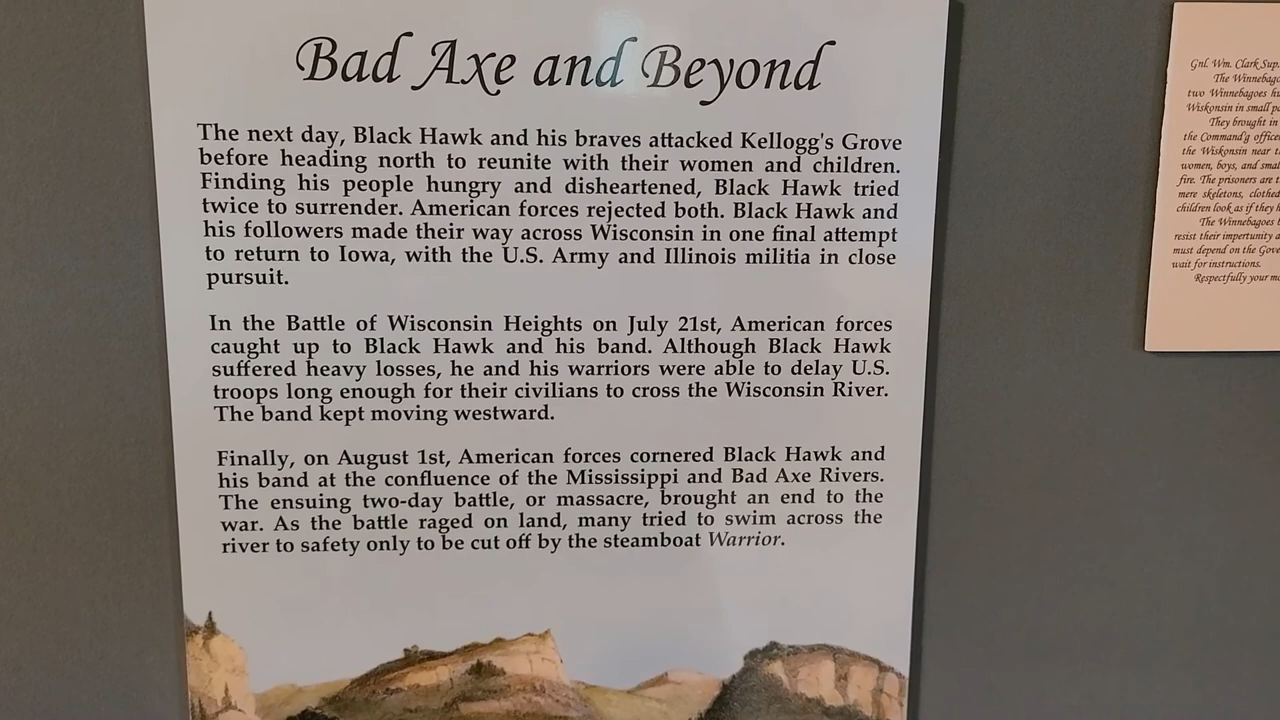 Bad Axe and Beyond
The next day, Black Hawk and his braves attacked Kellogg's Grove
before heading north to reunite with their women and children.
Finding his people hungry and disheartened, Black Hawk tried
twice to surrender. American forces rejected both. Black Hawk and
his followers made their way across Wisconsin in one final attempt
to return to Iowa, with the U.S. Army and Illinois militia in close
pursuit.
In the Battle of Wisconsin Heights on July 21st, American forces
caught up to Black Hawk and his band. Although Black Hawk
suffered heavy losses, he and his warriors were able to delay U.S.
troops long enough for their civilians to cross the Wisconsin River.
The band kept moving westward.
Finally, on August 1st, American forces cornered Black Hawk and
his band at the confluence of the Mississippi and Bad Axe Rivers.
The ensuing two-day battle, or massacre, brought an end to the
war. As the battle raged on land, many tried to swim across the
river to safety only to be cut off by the steamboat Warrior.
Gnl. Wm. Clark Sup.
The Winnebago
two Winnebagoes
Wiskonsin in small
They brought in
the Command'g office
the Wiskonsin near
women, boys, and
fire. The prisoners are
mere skeletons, clothed
children look as if they
The Winnebagoes
resist their impertunity
must depend on the
wait for instructions.
Respectfully your